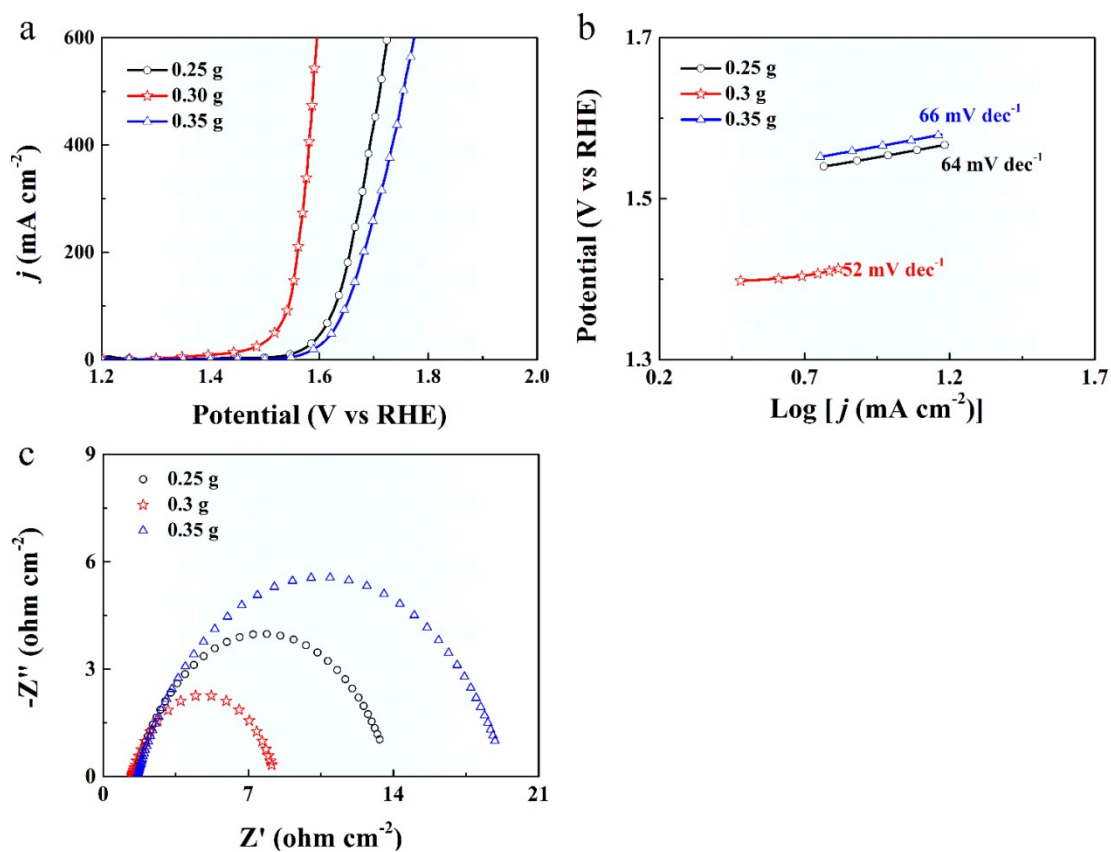 a
600
400
200
0
j (mA cm-2)
0.25 g
0.30 g
0.35 g
1.2
1.4
1.6
1.8
2.0
Potential (V vs RHE)
b
1.7
1.5
1.3
Potential (V vs RHE)
0.25 g
0.3 g
0.35 g
66 mV dec-1
64 mV dec-1
52 mV dec-1
0.2
0.7
1.2
1.7
Log [ j (mA cm-2)]
c
9
6
3
0
-Z'' (ohm cm-2)
0.25 g
0.3 g
0.35 g
0
7
14
21
Z' (ohm cm-2)